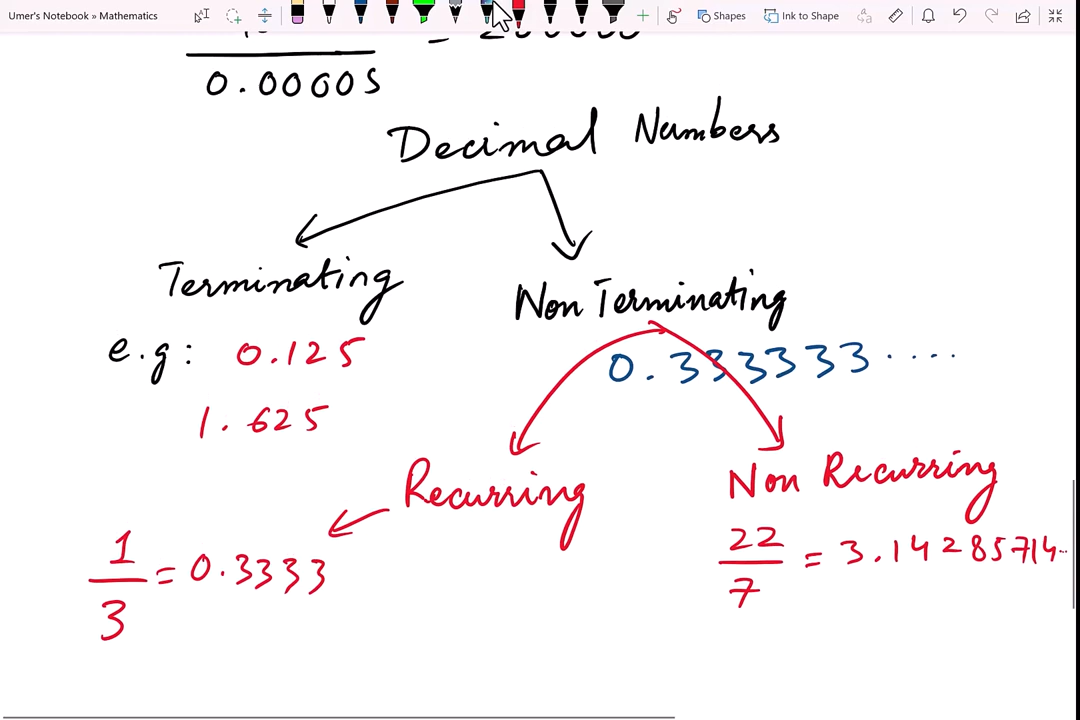 Umer's Notebook » Mathematics
Shapes
Ink to Shape
0.00005
Decimal Numbers
Terminating
Non Terminating
e.g: 0.125
0.333333....
1.625
Recurring
Non Recurring
1/3 = 0.3333
22/7 = 3.14285714..